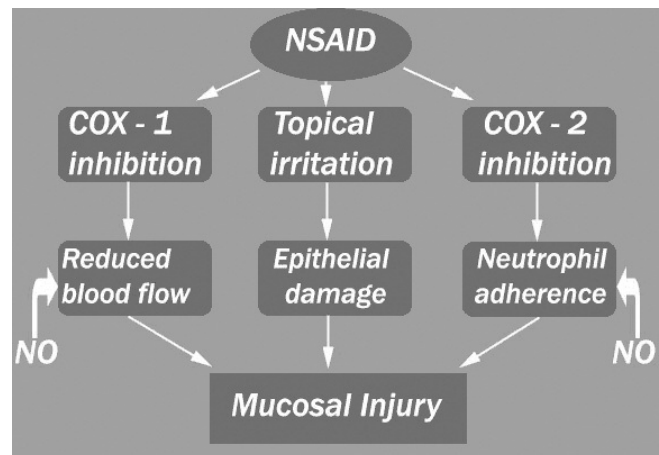 NSAID
COX - 1
inhibition
Topical
irritation
COX - 2
inhibition
Reduced
blood flow
Epithelial
damage
Neutrophil
adherence
NO
NO
Mucosal Injury